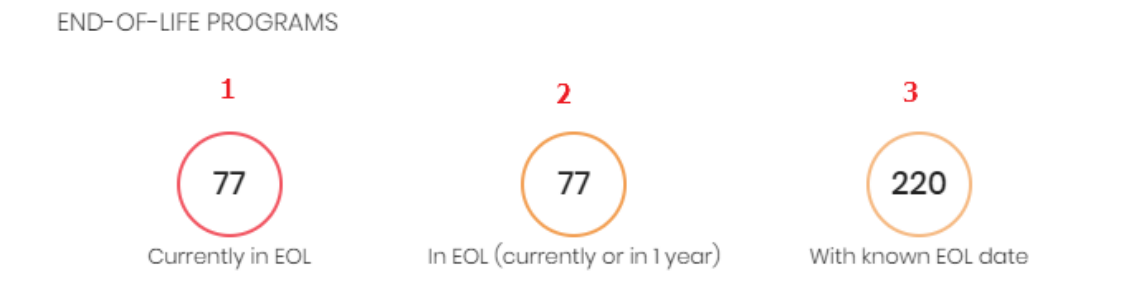 END-OF-LIFE PROGRAMS
1 2 3
77 77 220
Currently in EOL In EOL (currently or in 1 year) With known EOL date